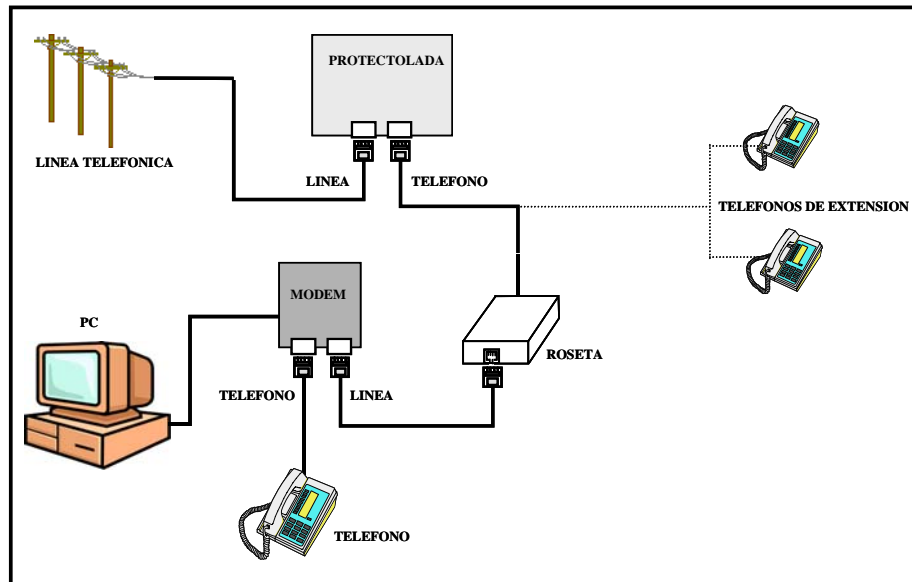 PROTECTOLADA
LINEA TELEFONICA
LINEA
TELEFONO
TELEFONOS DE EXTENSION
MODEM
PC
ROSETA
TELEFONO
LINEA
TELEFONO